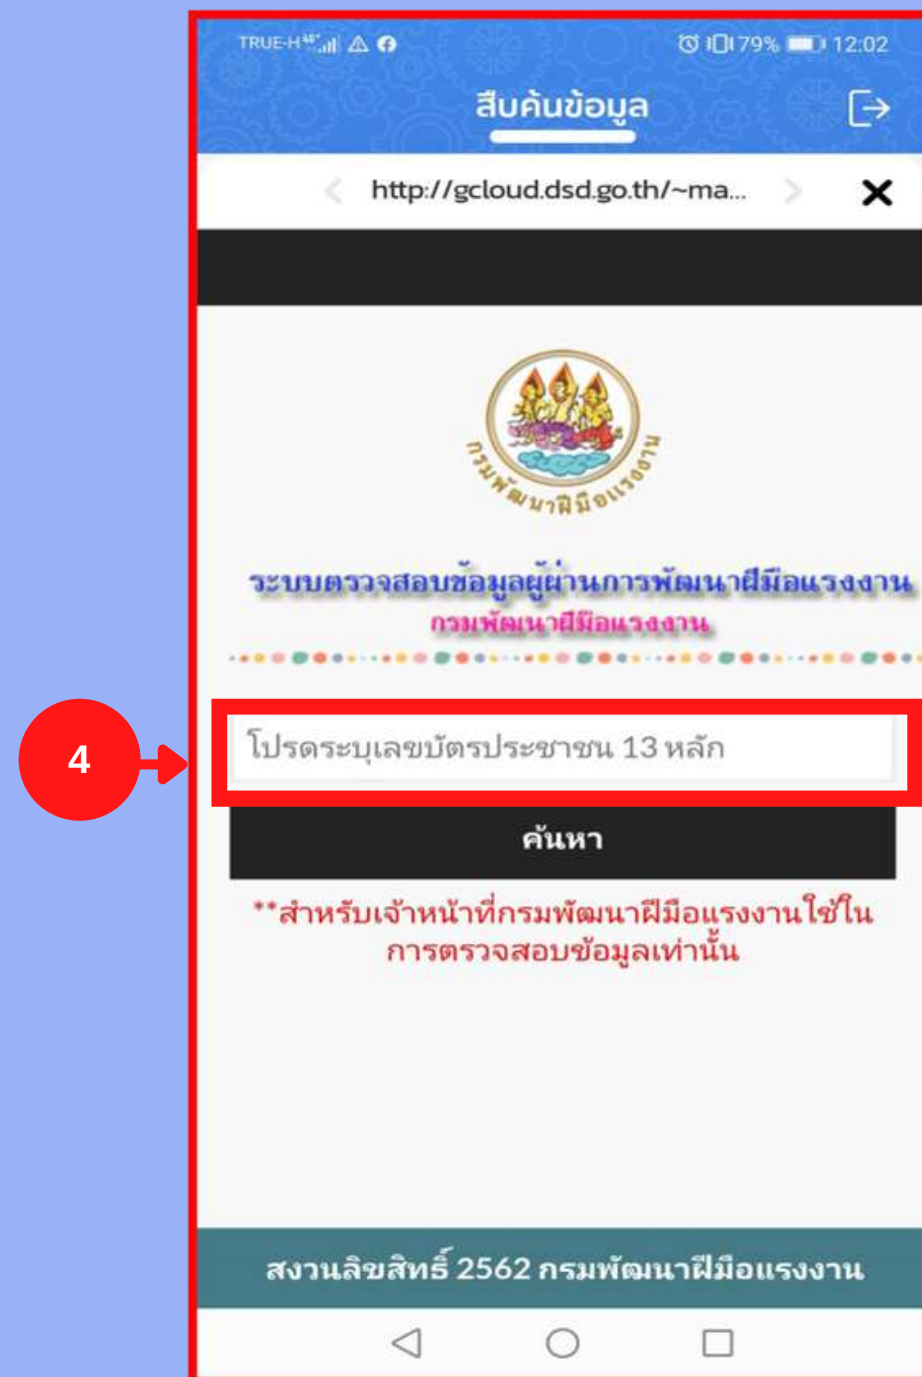 TRUE-H 79% 12:02
สืบค้นข้อมูล
http://gcloud.dsd.go.th/~ma...
กรมพัฒนาฝีมือแรงงาน
ระบบตรวจสอบข้อมูลผู้ผ่านการพัฒนาฝีมือแรงงาน
กรมพัฒนาฝีมือแรงงาน
4
โปรดระบุเลขบัตรประชาชน 13 หลัก
ค้นหา
**สำหรับเจ้าหน้าที่กรมพัฒนาฝีมือแรงงานใช้ใน
การตรวจสอบข้อมูลเท่านั้น
สงวนลิขสิทธิ์ 2562 กรมพัฒนาฝีมือแรงงาน